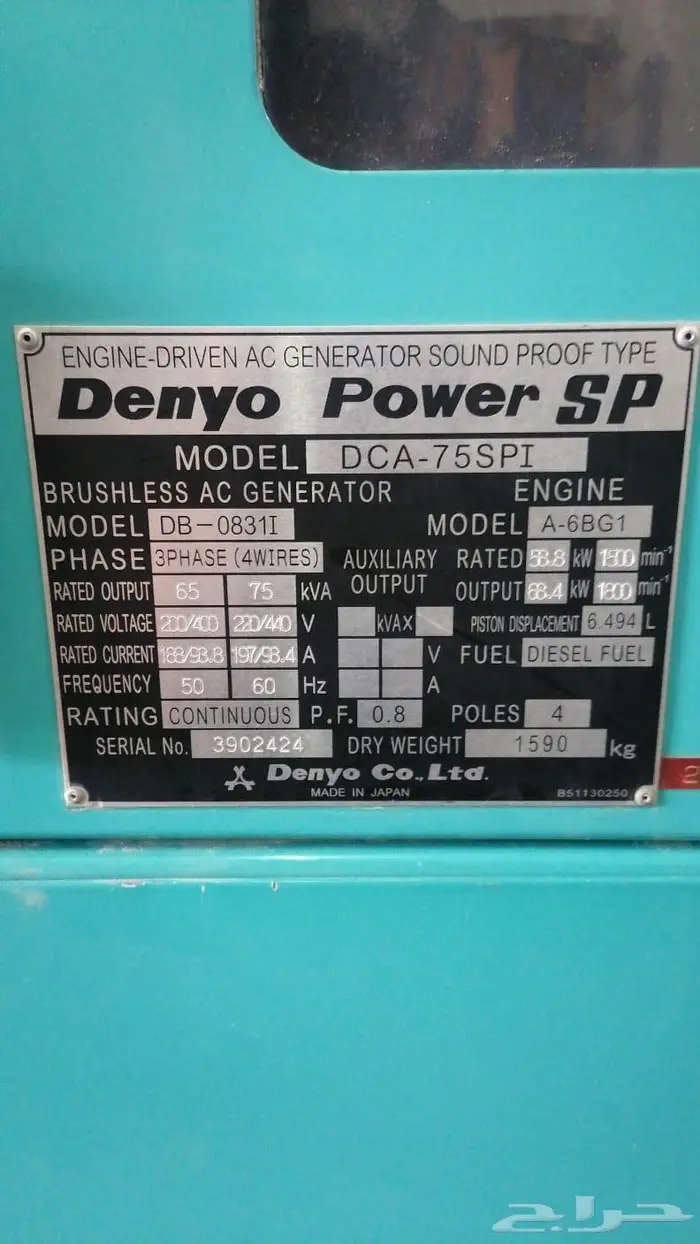 ENGINE-DRIVEN AC GENERATOR SOUND PROOF TYPE
Denyo Power SP
MODEL DCA-75SPI
BRUSHLESS AC GENERATOR ENGINE
MODEL DB-0831I MODEL A-6BG1
PHASE 3PHASE (4WIRES) AUXILIARY OUTPUT RATED 58.8 kW 1500 min⁻¹
RATED OUTPUT 65 75 kVA OUTPUT 68.4 kW 1800 min⁻¹
RATED VOLTAGE 200/400 220/440 V kVA× PISTON DISPLACEMENT 6.494 L
RATED CURRENT 188/93.8 197/98.4 A V FUEL DIESEL FUEL
FREQUENCY 50 60 Hz A
RATING CONTINUOUS P.F. 0.8 POLES 4
SERIAL No. 3902424 DRY WEIGHT 1590 kg
Denyo Co., Ltd.
MADE IN JAPAN B51130250
2
حراج